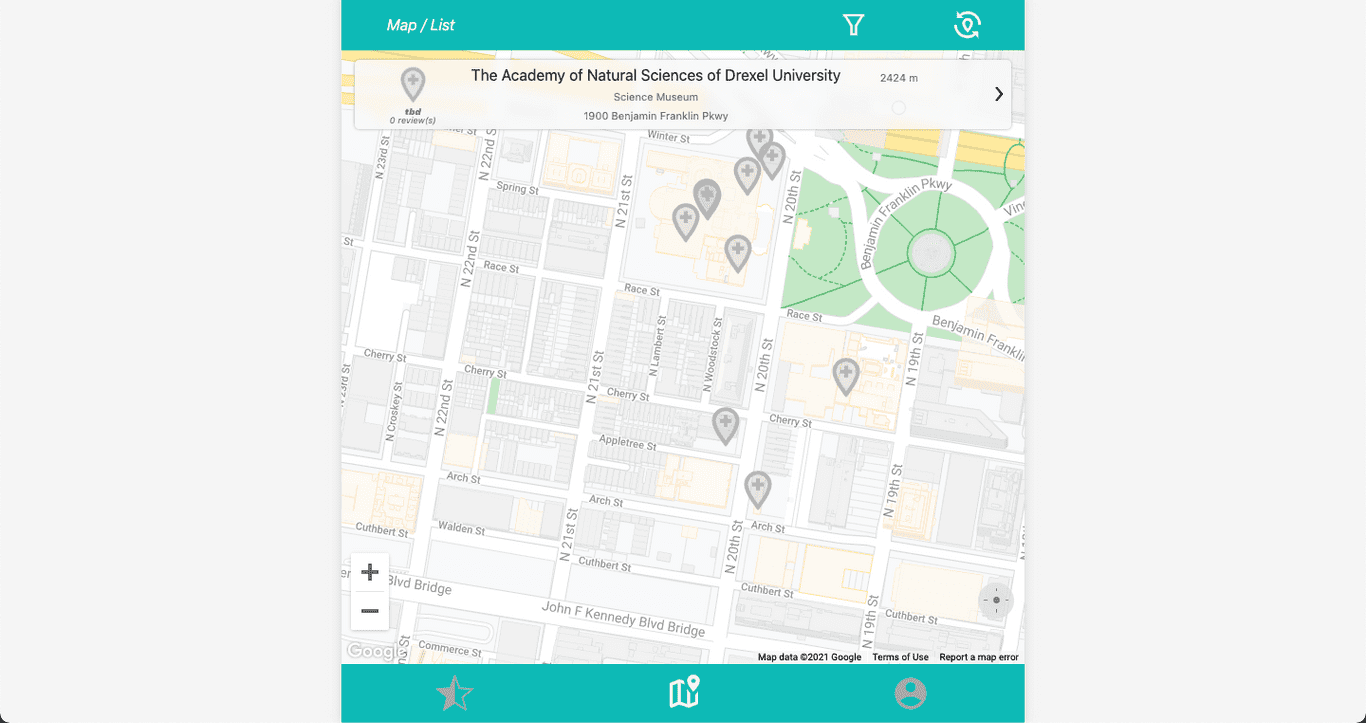 Map / List
The Academy of Natural Sciences of Drexel University
2424 m
Science Museum
tbd
0 review(s)
1900 Benjamin Franklin Pkwy
Winter St
N 23rd St
N 22nd St
Spring St
N 21st St
N 20th St
Benjamin Franklin Pkwy
St
N 22nd St
Race St
Race St
Race St
Benjamin Franklin
N Lambert St
N Woodstock St
N 20th St
N 19th St
Cherry St
Cherry St
N 23rd St
N 21st St
N Croskey St
N 22nd St
Cherry St
Cherry St
Appletree St
Arch St
Arch St
Arch St
N 19th St
Cuthbert St
Walden St
N 21st St
N 20th St
Cuthbert St
Cuthbert St
Cuthbert St
Blvd Bridge
John F Kennedy Blvd Bridge
N 19th St
Commerce St
Google
Map data ©2021 Google
Terms of Use
Report a map error